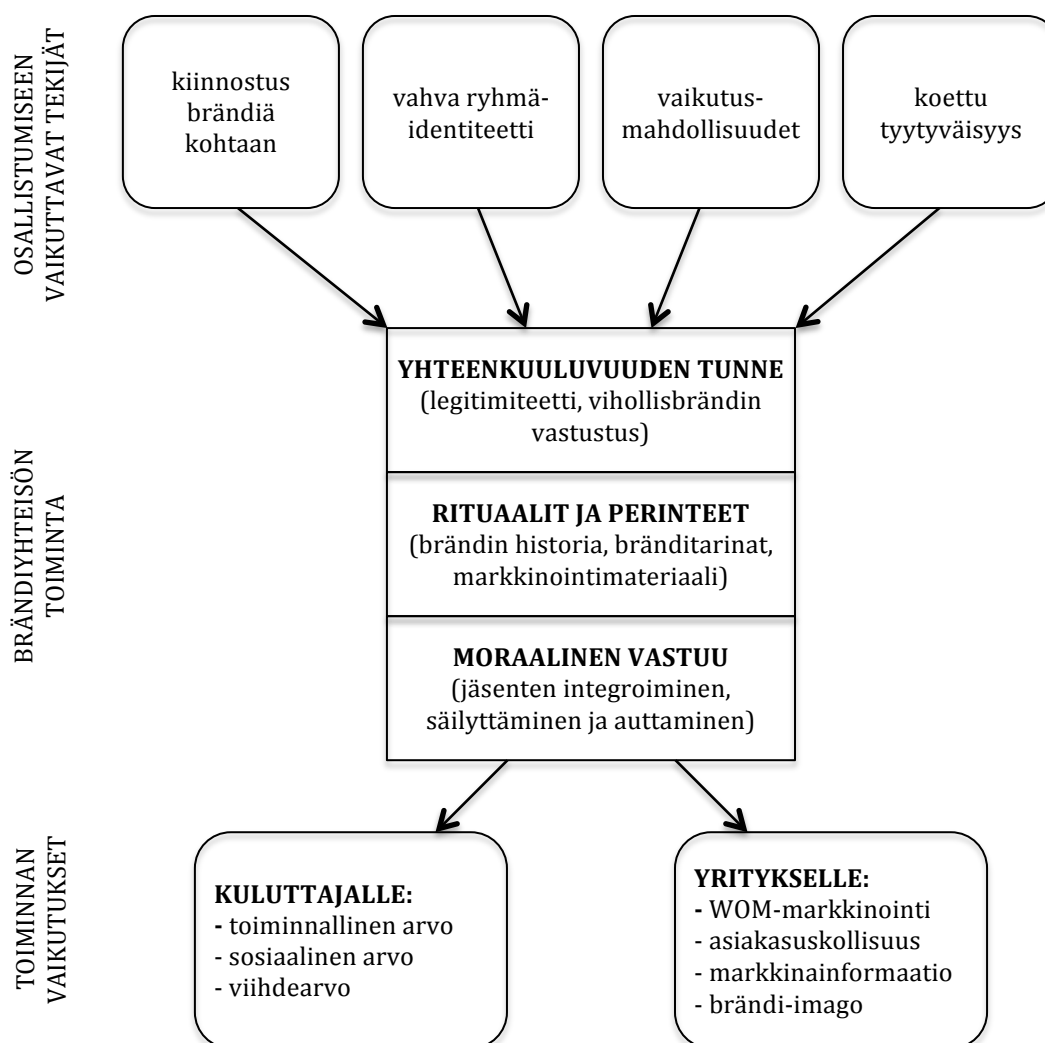 OSALLISTUMISEEN
VAIKUTTAVAT TEKIJÄT
kiinnostus
brändiä
kohtaan
vahva ryhmä-
identiteetti
vaikutus-
mahdollisuudet
koettu
tyytyväisyys
BRÄNDIYHTEISÖN
TOIMINTA
YHTEENKUULUVUUDEN TUNNE
(legitimiteetti, vihollisbrändin
vastustus)
RITUAALIT JA PERINTEET
(brändin historia, bränditarinat,
markkinointimateriaali)
MORAALINEN VASTUU
(jäsenten integroiminen,
säilyttäminen ja auttaminen)
TOIMINNAN
VAIKUTUKSET
KULUTTAJALLE:
- toiminnallinen arvo
- sosiaalinen arvo
- viihdearvo
YRITYKSELLE:
- WOM-markkinointi
- asiakasuskollisuus
- markkinainformaatio
- brändi-imago